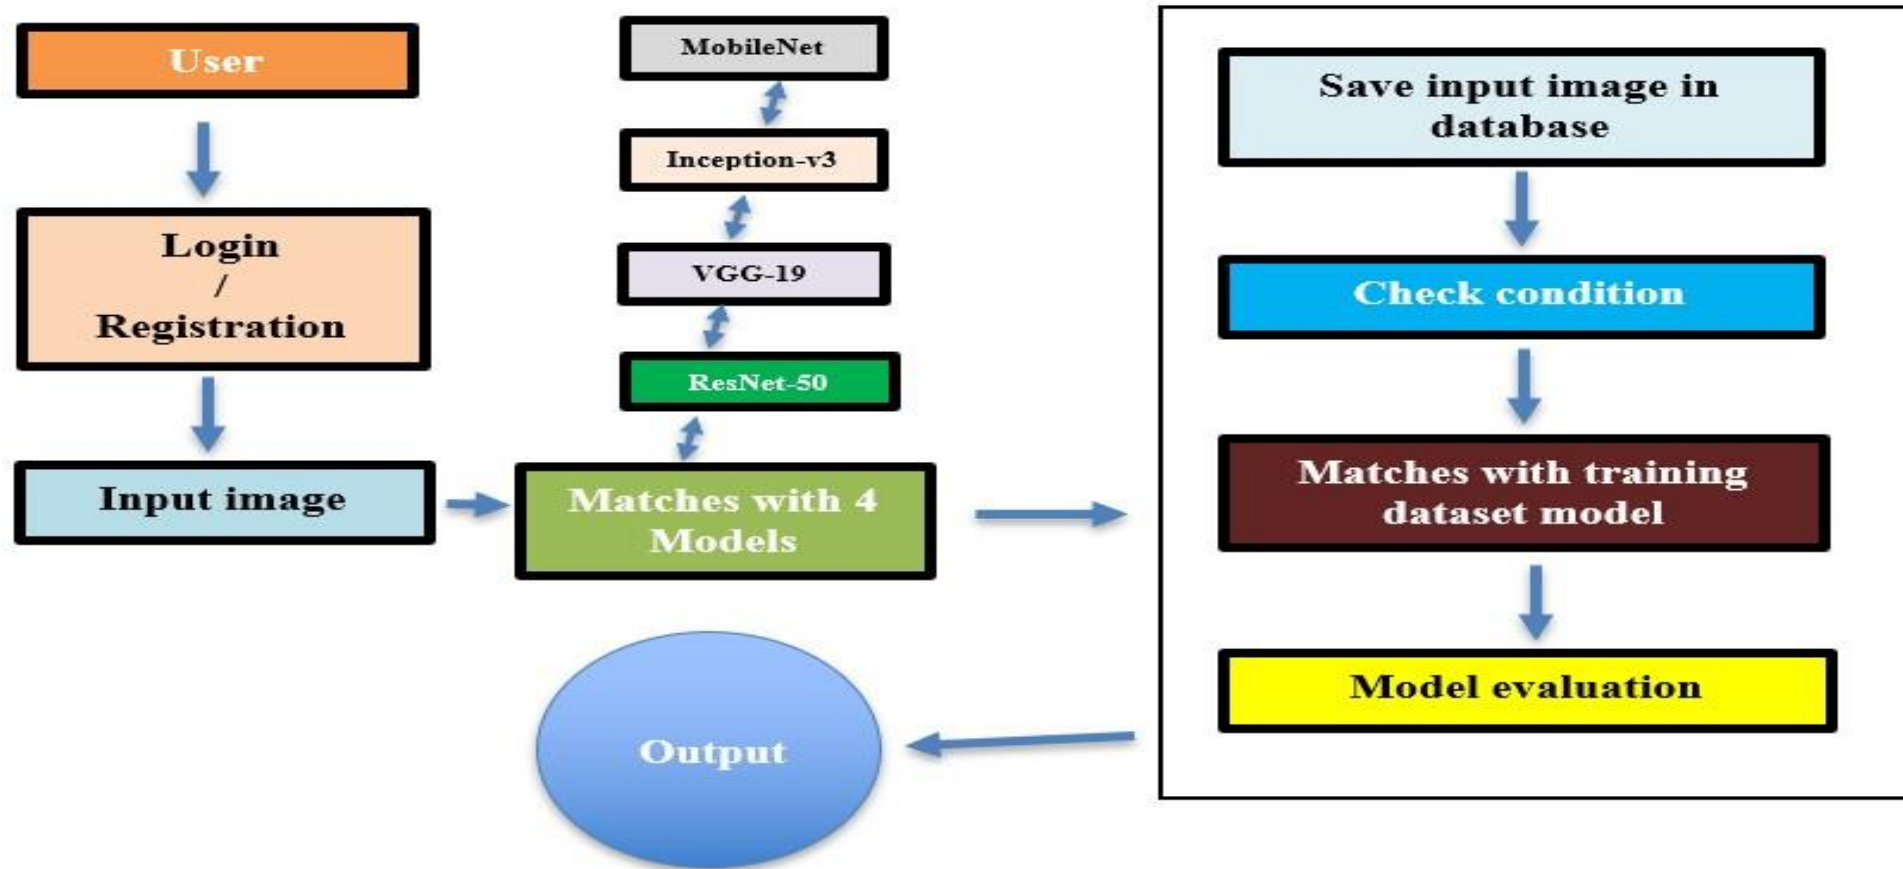 User
Login
/
Registration
Input image
MobileNet
Inception-v3
VGG-19
ResNet-50
Matches with 4
Models
Save input image in
database
Check condition
Matches with training
dataset model
Model evaluation
Output